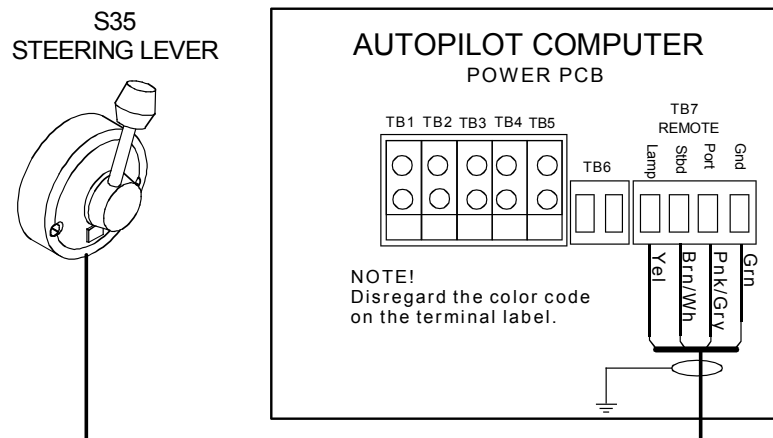 S35
STEERING LEVER
AUTOPILOT COMPUTER
POWER PCB
TB1 TB2 TB3 TB4 TB5
TB6
TB7
REMOTE
Lamp
Stbd
Port
Gnd
Yel
Brn/Wh
Pnk/Gry
Grn
NOTE!
Disregard the color code
on the terminal label.